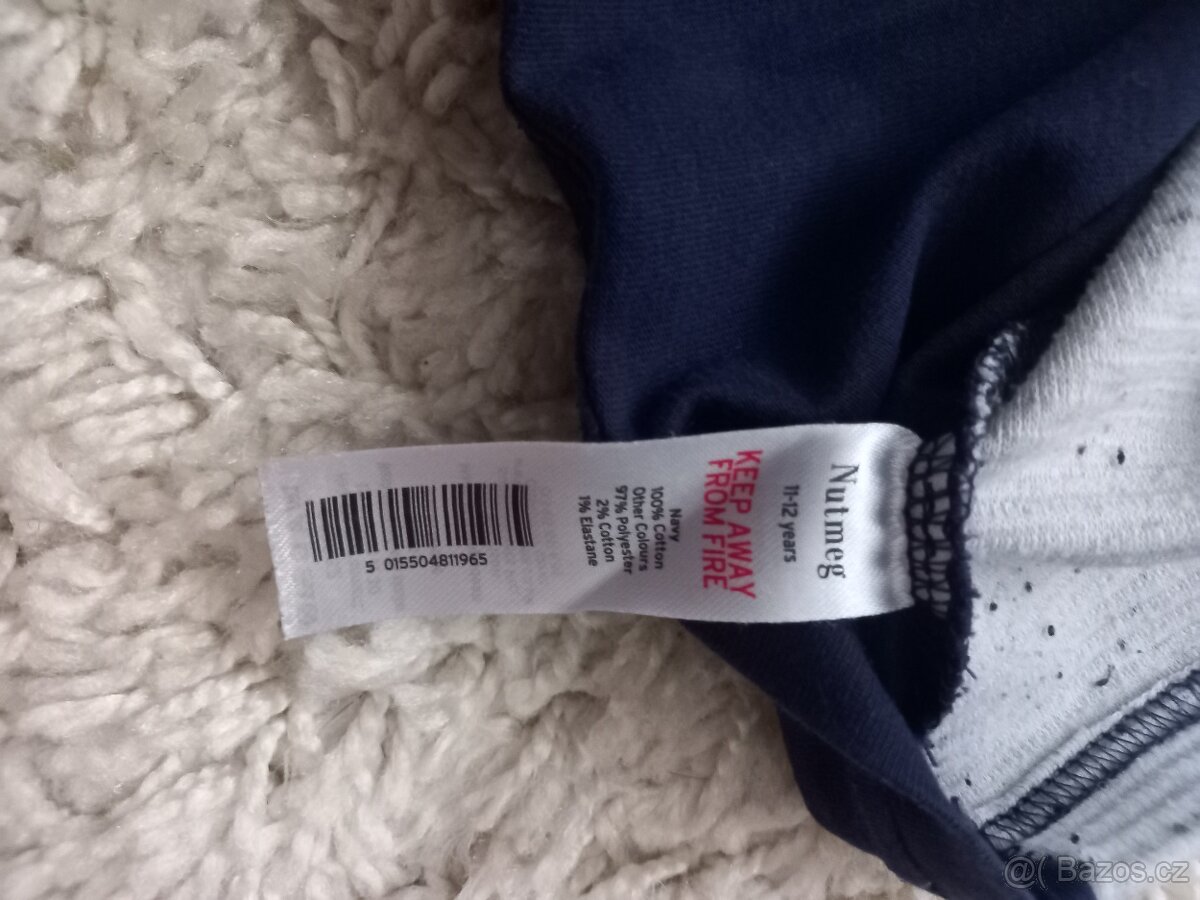 Nutmeg
11-12 years
KEEP AWAY
FROM FIRE
Navy
100% Cotton
Other Colours
97% Polyester
2% Cotton
1% Elastane
5 015504811965
@( Bazos.cz